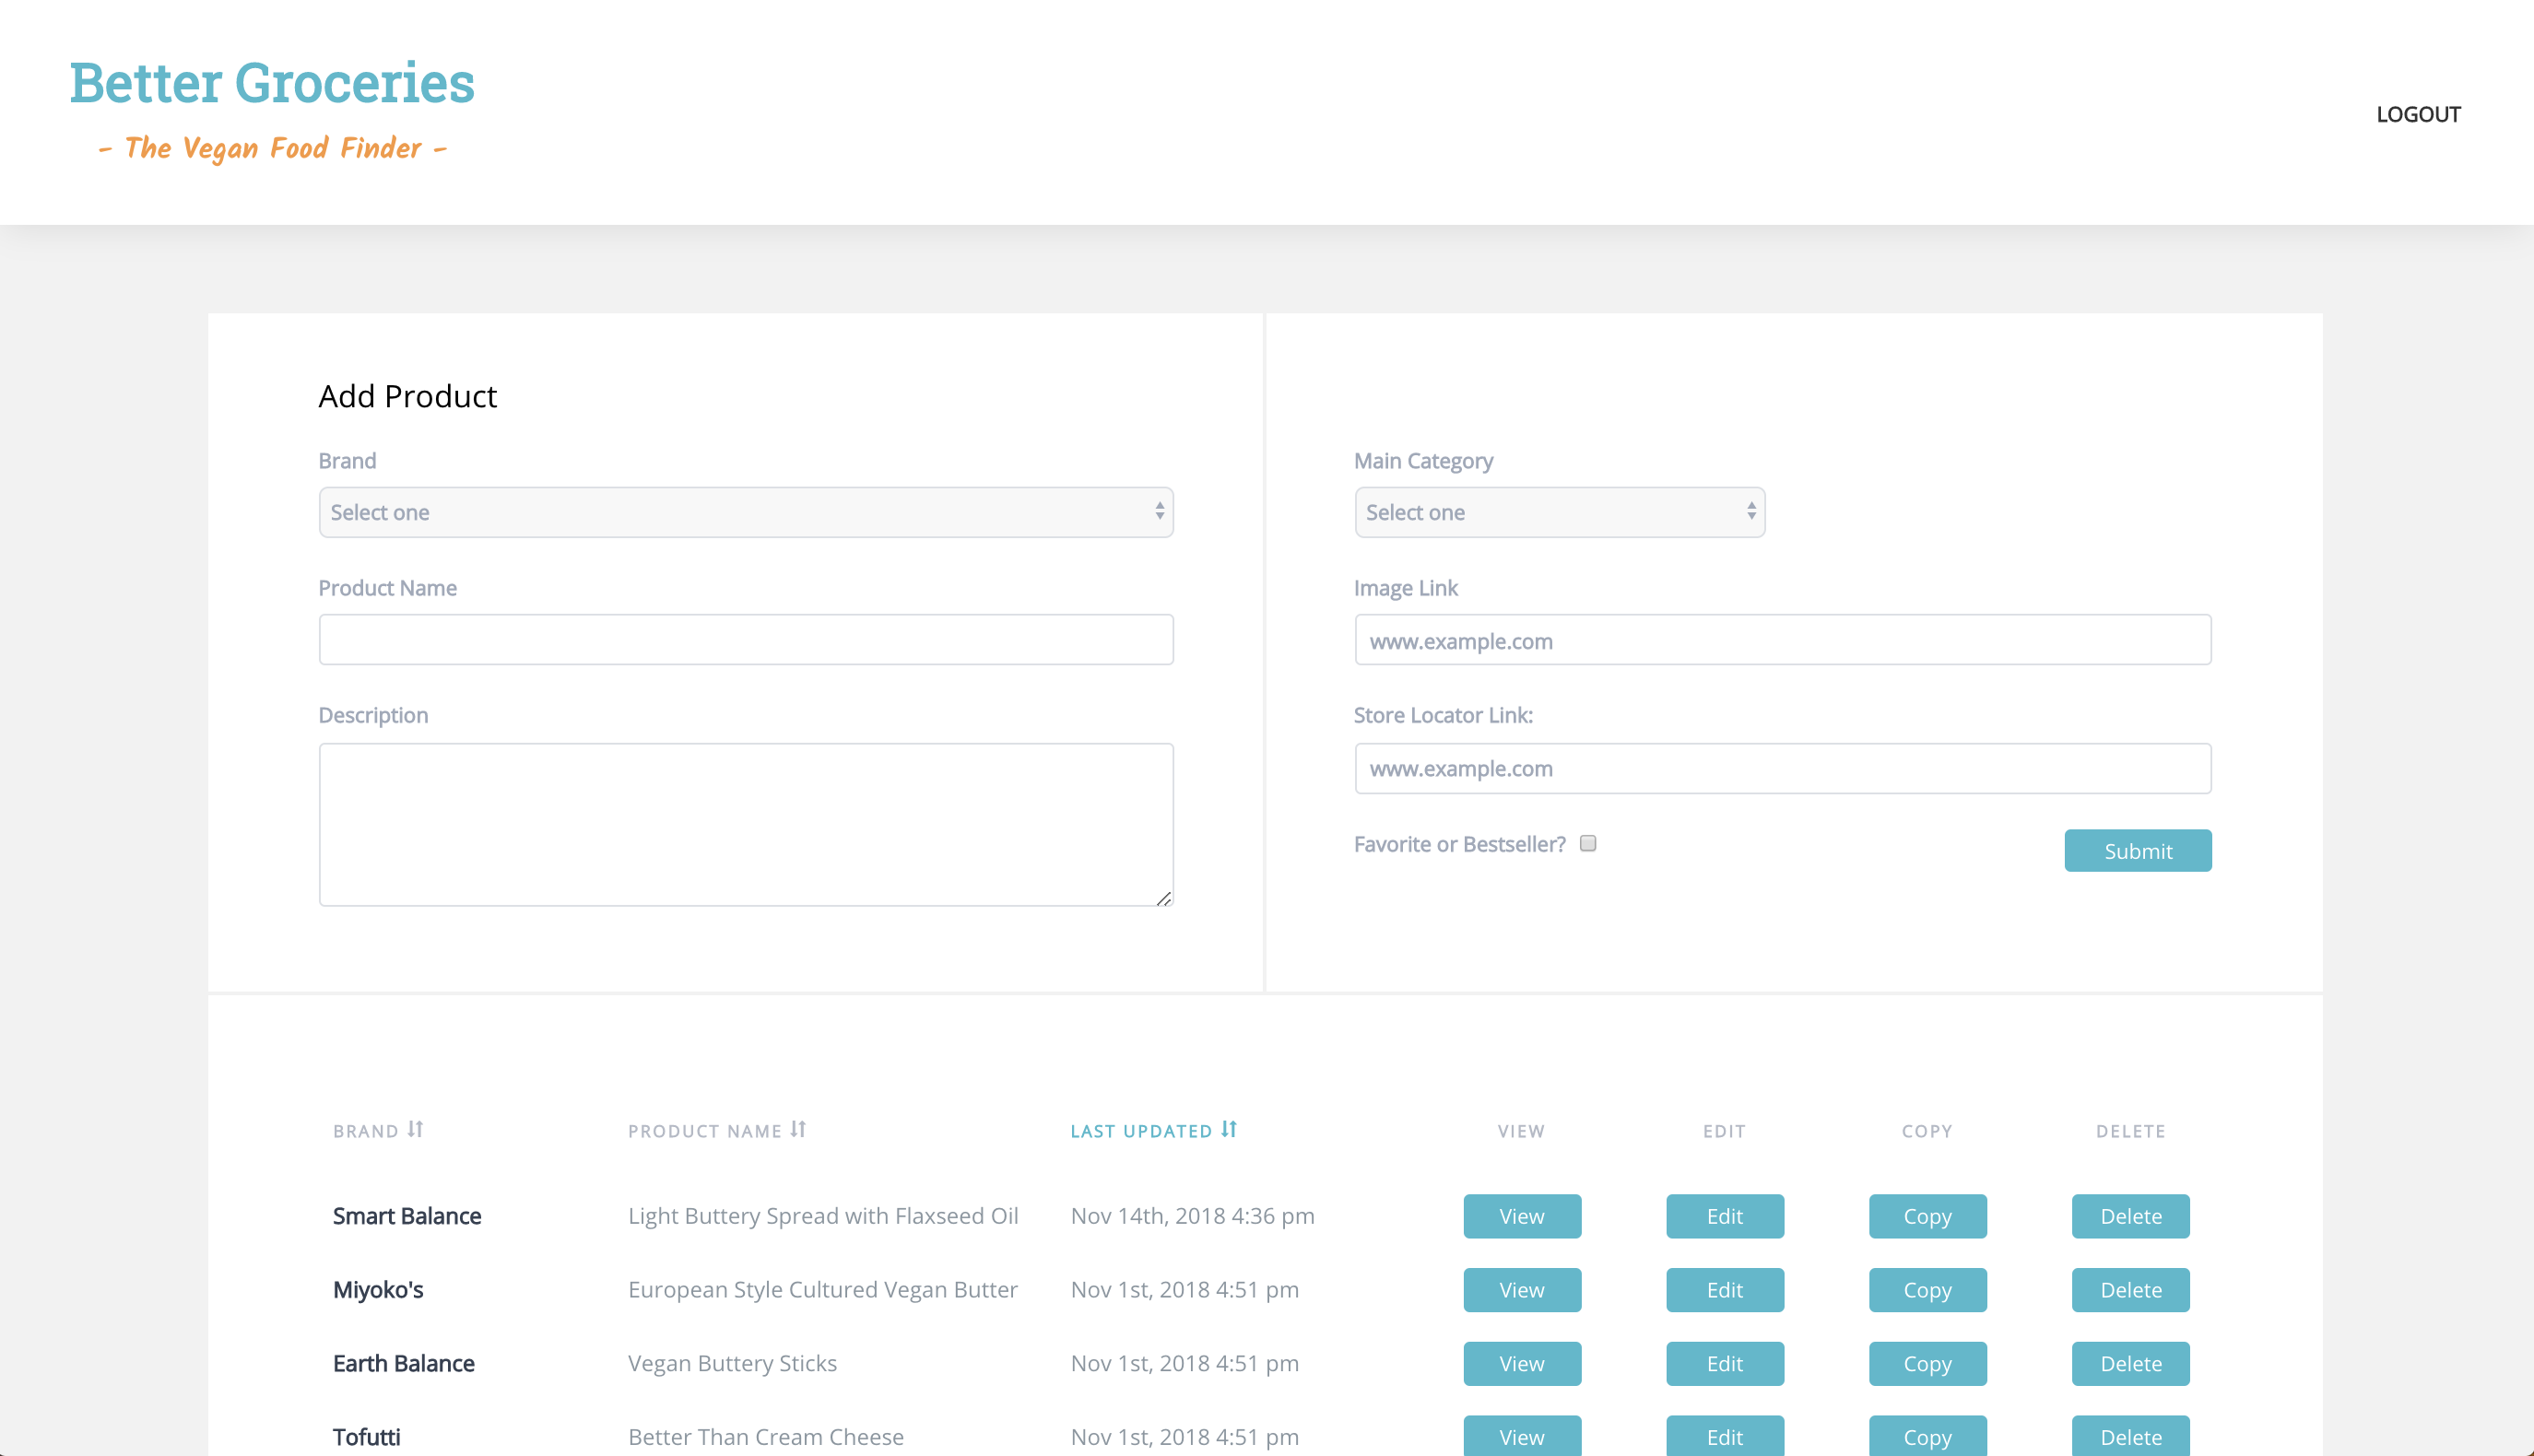 Better Groceries
- The Vegan Food Finder -
LOGOUT
Add Product
Brand
Select one
Product Name
Description
Main Category
Select one
Image Link
www.example.com
Store Locator Link:
www.example.com
Favorite or Bestseller?
Submit
BRAND PRODUCT NAME LAST UPDATED VIEW EDIT COPY DELETE
Smart Balance Light Buttery Spread with Flaxseed Oil Nov 14th, 2018 4:36 pm View Edit Copy Delete
Miyoko's European Style Cultured Vegan Butter Nov 1st, 2018 4:51 pm View Edit Copy Delete
Earth Balance Vegan Buttery Sticks Nov 1st, 2018 4:51 pm View Edit Copy Delete
Tofutti Better Than Cream Cheese Nov 1st, 2018 4:51 pm View Edit Copy Delete